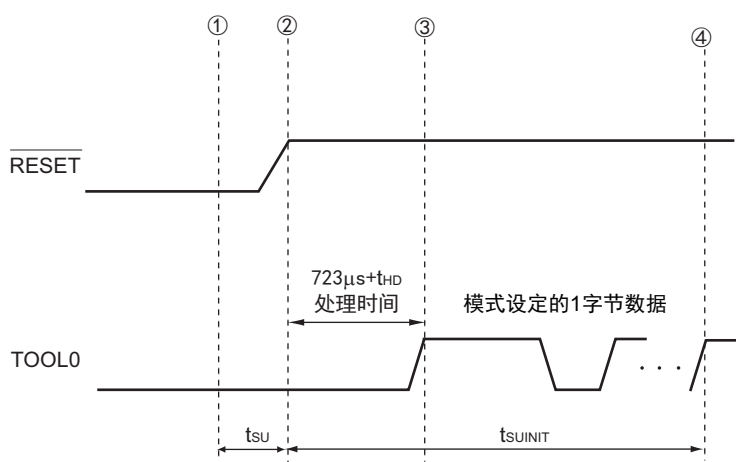 ① ② ③ ④
RESET
723μs+tHD
处理时间
模式设定的1字节数据
TOOL0
. . .
tSU
tSUINIT